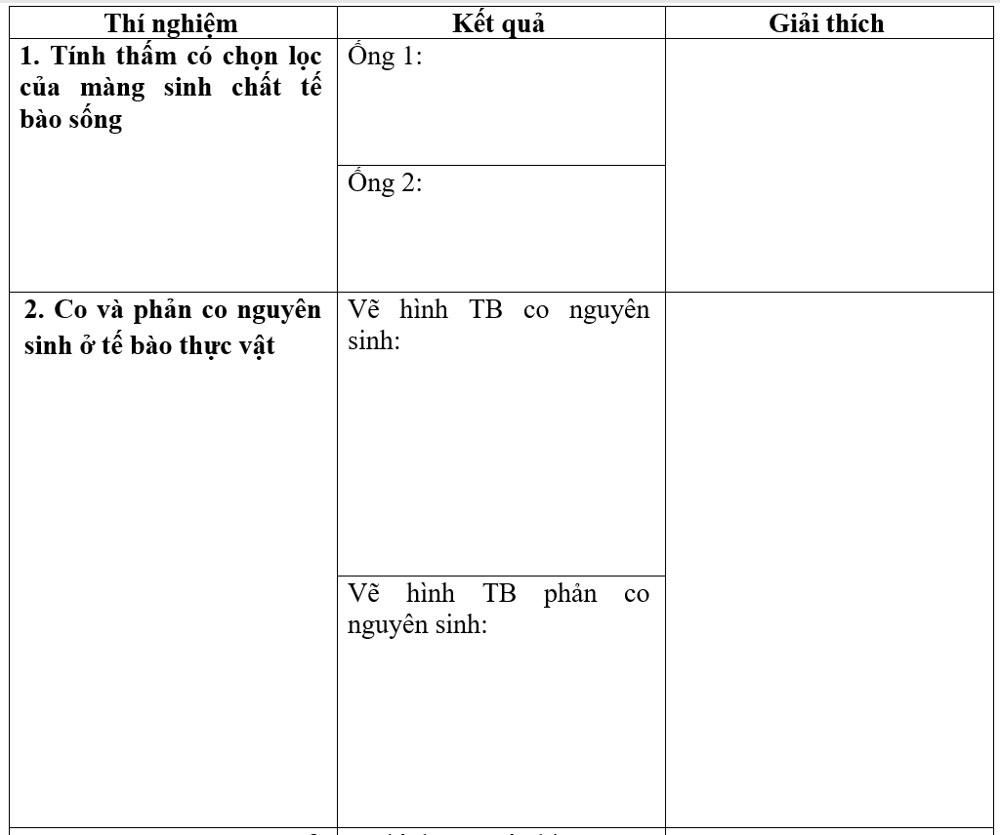 Thí nghiệm
Kết quả
Giải thích
1. Tính thấm có chọn lọc
của màng sinh chất tế
bào sống
Ống 1:
Ống 2:
2. Co và phản co nguyên
sinh ở tế bào thực vật
Vẽ hình TB co nguyên
sinh:
Vẽ hình TB phản co
nguyên sinh: